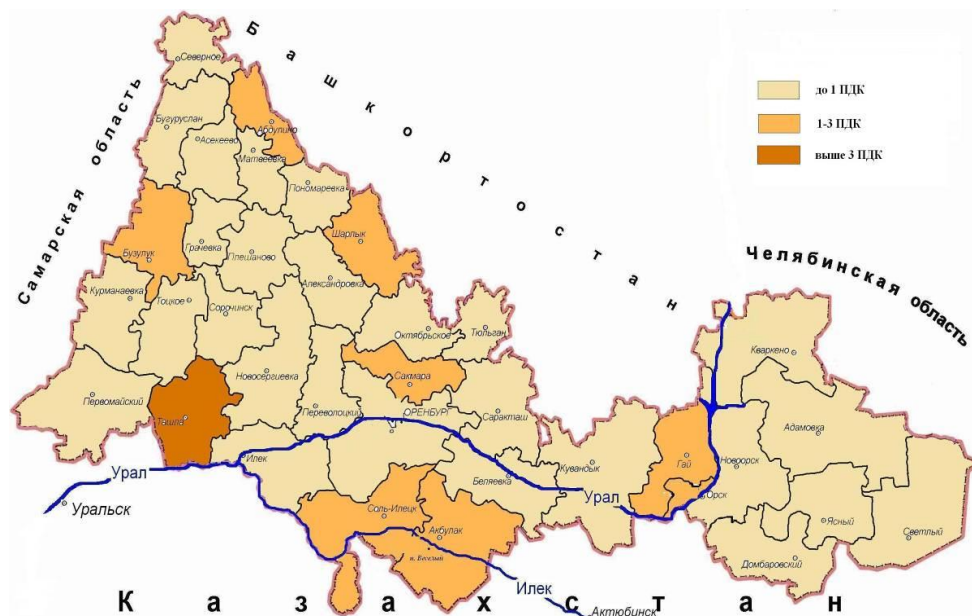 Самарская область
Башкортостан
Челябинская область
до 1 ПДК
1-3 ПДК
выше 3 ПДК
Северное
Бугуруслан
Абдулино
Асекеево
Матвеевка
Пономаревка
Бузулук
Грачевка
Плешаново
Шарлык
Курманаевка
Тоцкое
Сорочинск
Александровка
Октябрьское
Тюльган
Кваркено
Первомайский
Ташла
Новосергиевка
Переволоцкий
Сакмара
ОРЕНБУРГ
Саракташ
Адамовка
Урал
Илек
Беляевка
Кувандык
Гай
Новоорск
Урал
Орск
Уральск
Соль-Илецк
Акбулак
п. Веселый
Ясный
Светлый
Домбаровский
Илек
Актюбинск
Казахстан